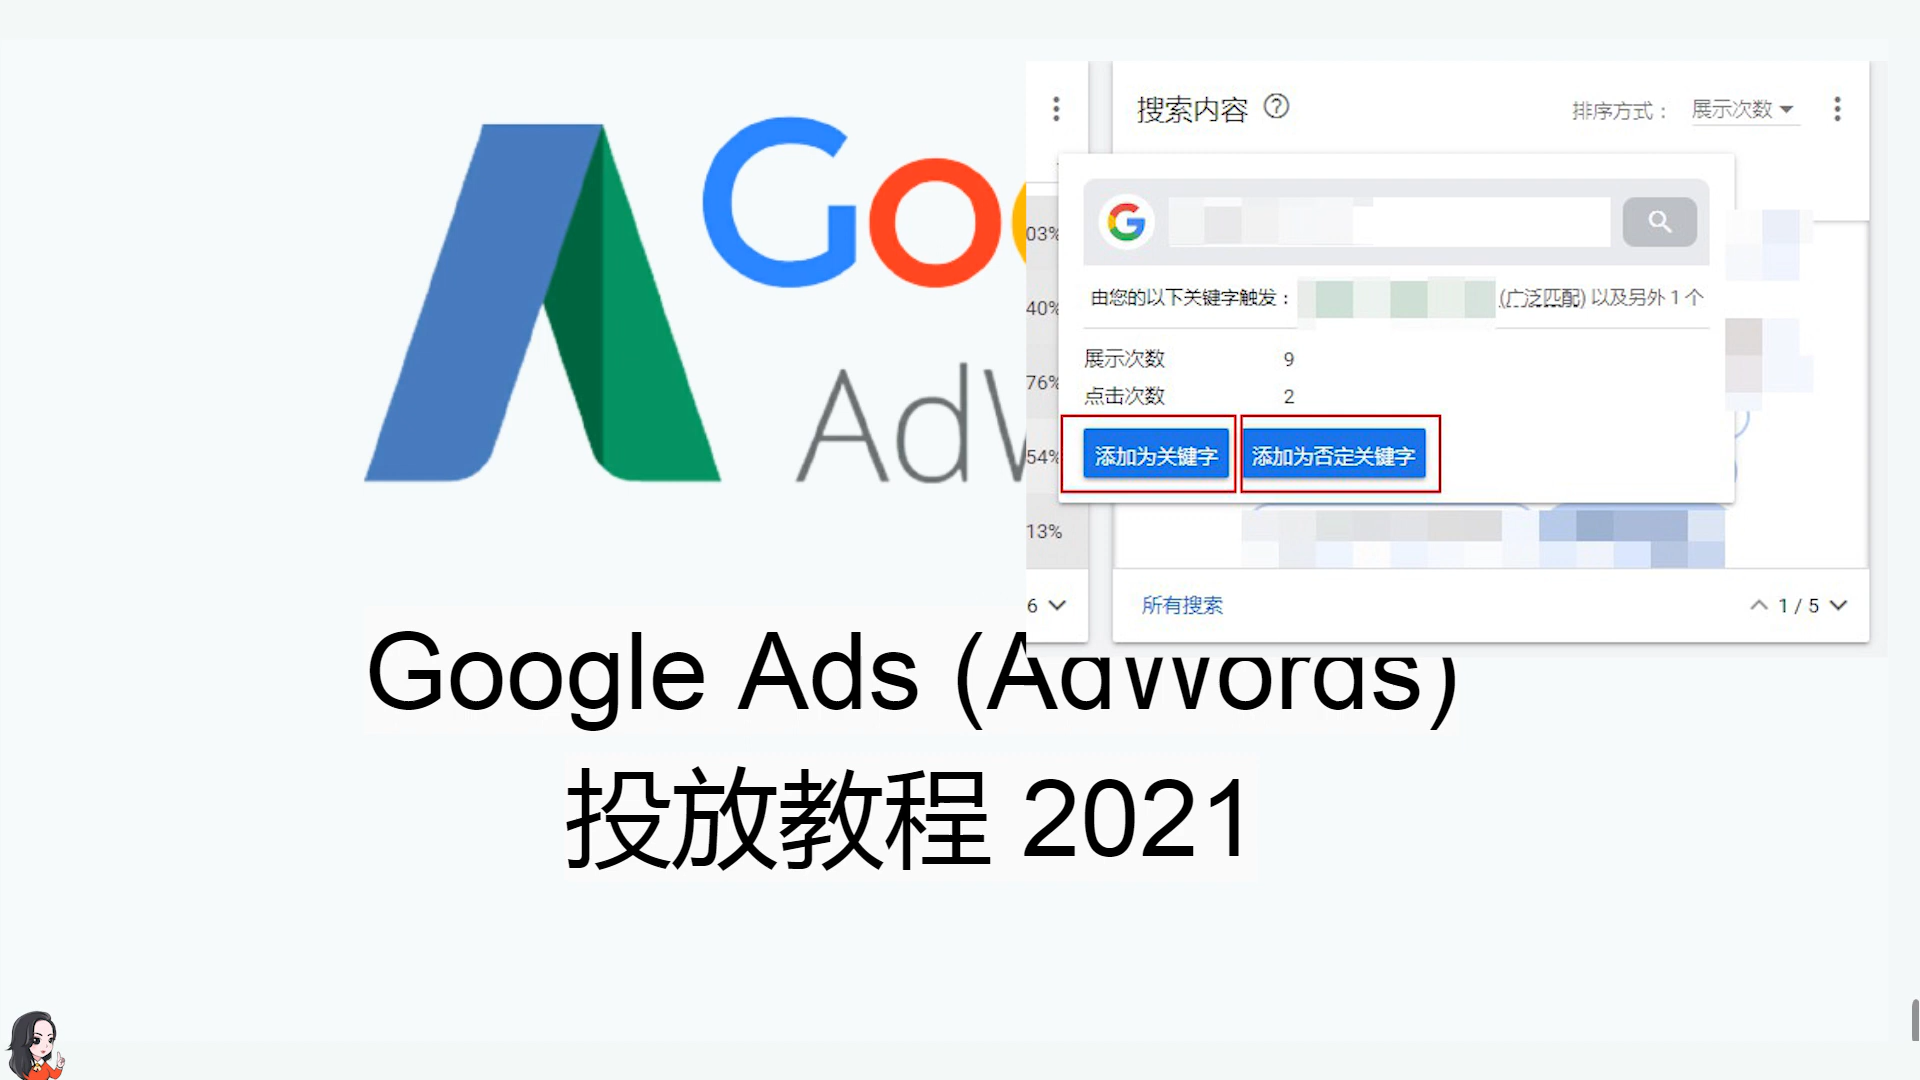 Goo
AdW
搜索内容
排序方式： 展示次数
03%
40%
76%
54%
13%
6
由您的以下关键字触发： (广泛匹配) 以及另外 1 个
展示次数 9
点击次数 2
添加为关键字 添加为否定关键字
所有搜索 1 / 5
Google Ads (AdWords)
投放教程 2021